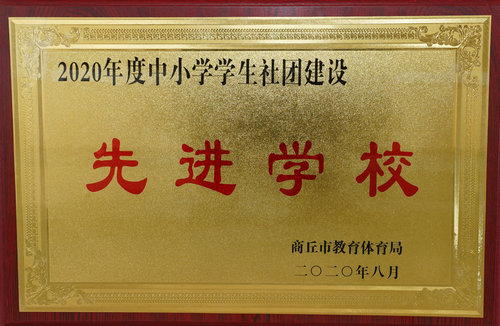 2020年度中小学学生社团建设
先进学校
商丘市教育体育局
二〇二〇年八月